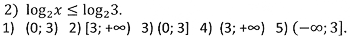 2) log₂x ≤ log₂3.
1) (0; 3) 2) [3; +∞) 3) (0; 3] 4) (3; +∞) 5) (−∞; 3].